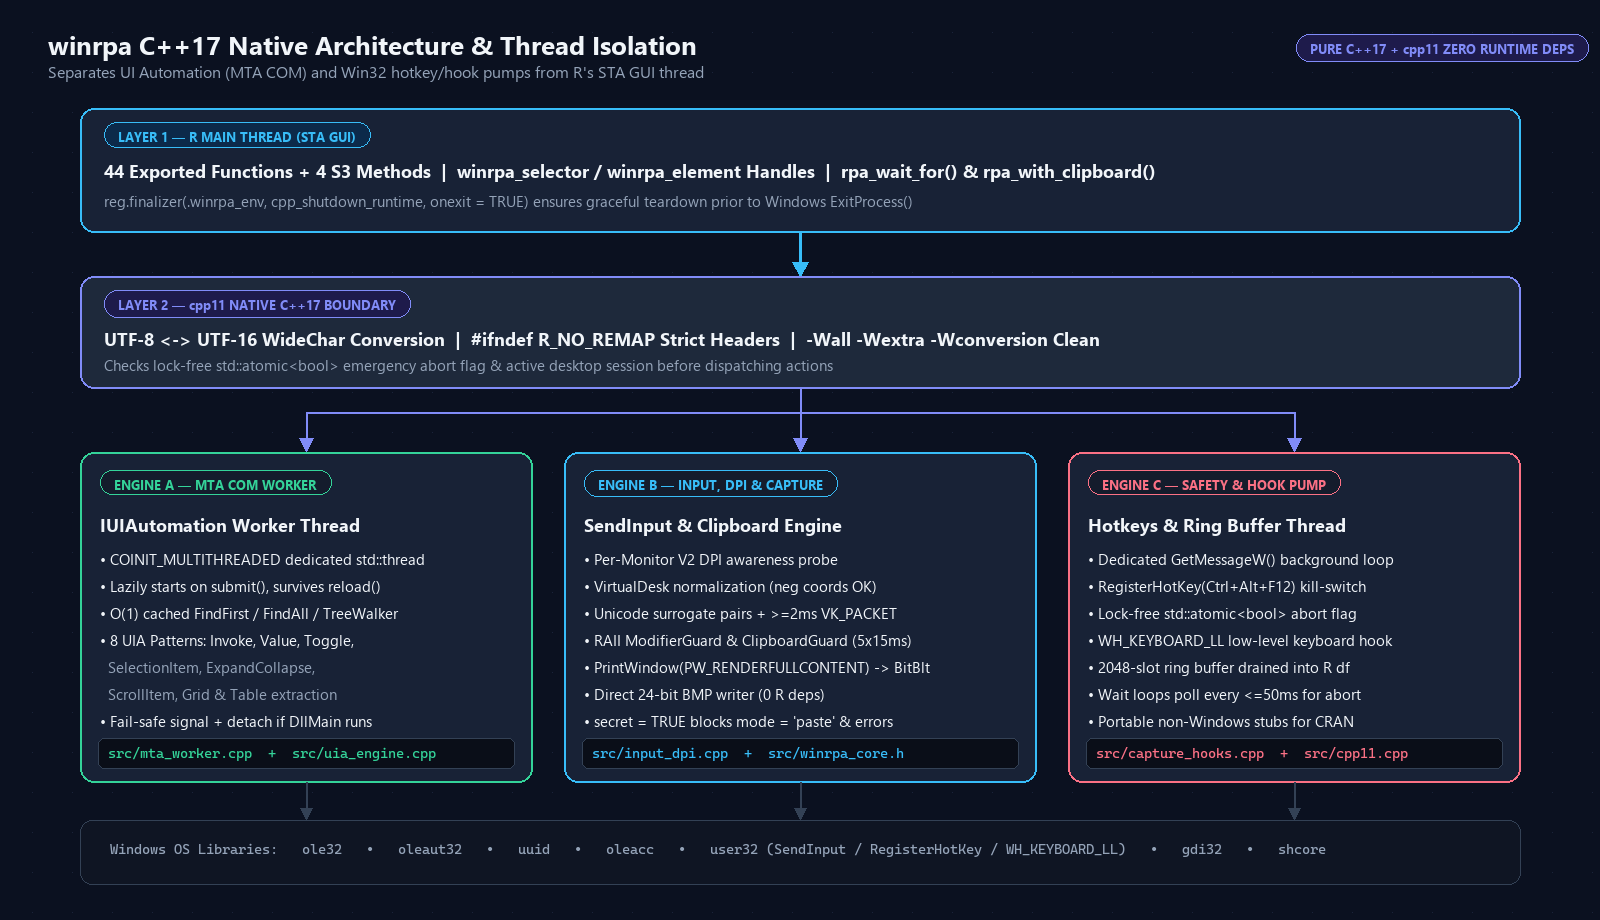 winrpa C++17 Native Architecture & Thread Isolation
PURE C++17 + cpp11 ZERO RUNTIME DEPS
Separates UI Automation (MTA COM) and Win32 hotkey/hook pumps from R's STA GUI thread
LAYER 1 — R MAIN THREAD (STA GUI)
44 Exported Functions + 4 S3 Methods | winrpa_selector / winrpa_element Handles | rpa_wait_for() & rpa_with_clipboard()
reg.finalizer(.winrpa_env, cpp_shutdown_runtime, onexit = TRUE) ensures graceful teardown prior to Windows ExitProcess()
LAYER 2 — cpp11 NATIVE C++17 BOUNDARY
UTF-8 <-> UTF-16 WideChar Conversion | #ifndef R_NO_REMAP Strict Headers | -Wall -Wextra -Wconversion Clean
Checks lock-free std::atomic<bool> emergency abort flag & active desktop session before dispatching actions
ENGINE A — MTA COM WORKER
IUIAutomation Worker Thread
• COINIT_MULTITHREADED dedicated std::thread
• Lazily starts on submit(), survives reload()
• O(1) cached FindFirst / FindAll / TreeWalker
• 8 UIA Patterns: Invoke, Value, Toggle,
SelectionItem, ExpandCollapse,
ScrollItem, Grid & Table extraction
• Fail-safe signal + detach if DllMain runs
src/mta_worker.cpp + src/uia_engine.cpp
ENGINE B — INPUT, DPI & CAPTURE
SendInput & Clipboard Engine
• Per-Monitor V2 DPI awareness probe
• VirtualDesk normalization (neg coords OK)
• Unicode surrogate pairs + >=2ms VK_PACKET
• RAII ModifierGuard & ClipboardGuard (5x15ms)
• PrintWindow(PW_RENDERFULLCONTENT) -> BitBlt
• Direct 24-bit BMP writer (0 R deps)
• secret = TRUE blocks mode = 'paste' & errors
src/input_dpi.cpp + src/winrpa_core.h
ENGINE C — SAFETY & HOOK PUMP
Hotkeys & Ring Buffer Thread
• Dedicated GetMessageW() background loop
• RegisterHotKey(Ctrl+Alt+F12) kill-switch
• Lock-free std::atomic<bool> abort flag
• WH_KEYBOARD_LL low-level keyboard hook
• 2048-slot ring buffer drained into R df
• Wait loops poll every <=50ms for abort
• Portable non-Windows stubs for CRAN
src/capture_hooks.cpp + src/cpp11.cpp
Windows OS Libraries: ole32 • oleaut32 • uuid • oleacc • user32 (SendInput / RegisterHotKey / WH_KEYBOARD_LL) • gdi32 • shcore